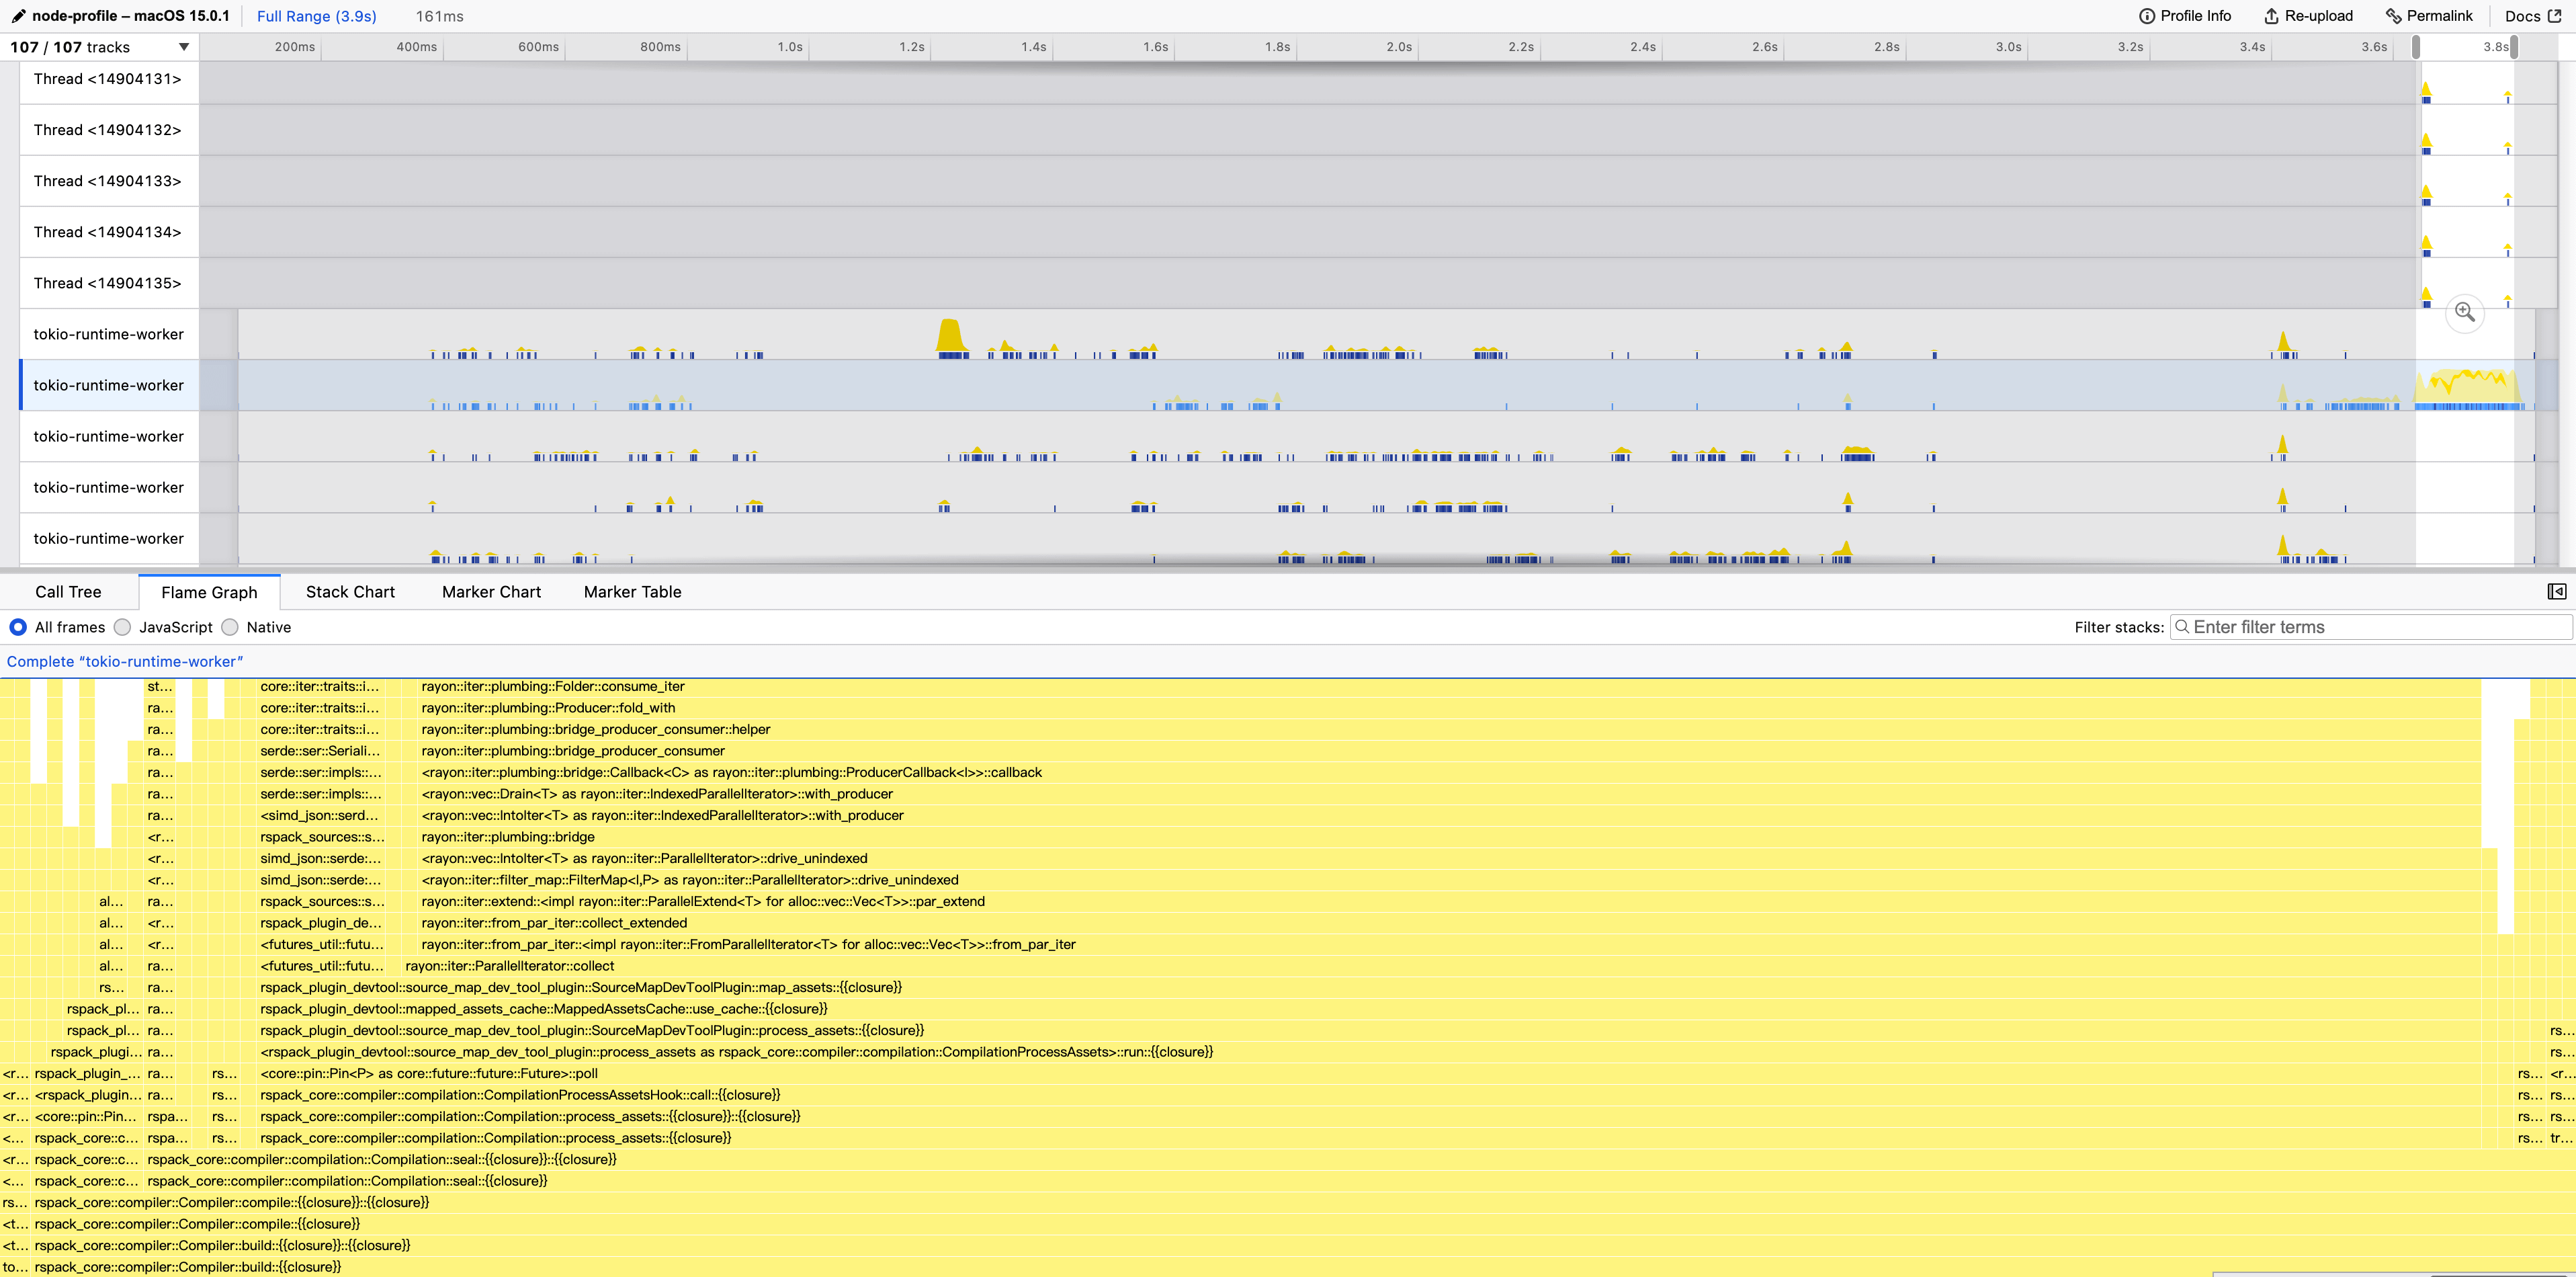 node-profile – macOS 15.0.1 Full Range (3.9s) 161ms Profile Info Re-upload Permalink Docs
107 / 107 tracks 200ms 400ms 600ms 800ms 1.0s 1.2s 1.4s 1.6s 1.8s 2.0s 2.2s 2.4s 2.6s 2.8s 3.0s 3.2s 3.4s 3.6s 3.8s
Thread <14904131>
Thread <14904132>
Thread <14904133>
Thread <14904134>
Thread <14904135>
tokio-runtime-worker
tokio-runtime-worker
tokio-runtime-worker
tokio-runtime-worker
tokio-runtime-worker
Call Tree Flame Graph Stack Chart Marker Chart Marker Table
All frames JavaScript Native Filter stacks: Enter filter terms
Complete “tokio-runtime-worker”
st... core::iter::traits::i... rayon::iter::plumbing::Folder::consume_iter
ra... core::iter::traits::i... rayon::iter::plumbing::Producer::fold_with
ra... core::iter::traits::i... rayon::iter::plumbing::bridge_producer_consumer::helper
ra... serde::ser::Seriali... rayon::iter::plumbing::bridge_producer_consumer
ra... serde::ser::impls::... <rayon::iter::plumbing::bridge::Callback<C> as rayon::iter::plumbing::ProducerCallback<I>>::callback
ra... serde::ser::impls::... <rayon::vec::Drain<T> as rayon::iter::IndexedParallelIterator>::with_producer
ra... <simd_json::serd... <rayon::vec::IntoIter<T> as rayon::iter::IndexedParallelIterator>::with_producer
<r... rspack_sources::s... rayon::iter::plumbing::bridge
<r... simd_json::serde:... <rayon::vec::IntoIter<T> as rayon::iter::ParallelIterator>::drive_unindexed
<r... simd_json::serde:... <rayon::iter::filter_map::FilterMap<I,P> as rayon::iter::ParallelIterator>::drive_unindexed
al... ra... rspack_sources::s... rayon::iter::extend::<impl rayon::iter::ParallelExtend<T> for alloc::vec::Vec<T>>::par_extend
al... <r... rspack_plugin_de... rayon::iter::from_par_iter::collect_extended
al... <r... <futures_util::futu... rayon::iter::from_par_iter::<impl rayon::iter::FromParallelIterator<T> for alloc::vec::Vec<T>>::from_par_iter
al... ra... <futures_util::futu... rayon::iter::ParallelIterator::collect
rs... ra... rspack_plugin_devtool::source_map_dev_tool_plugin::SourceMapDevToolPlugin::map_assets::{{closure}}
rspack_pl... ra... rspack_plugin_devtool::mapped_assets_cache::MappedAssetsCache::use_cache::{{closure}}
rspack_pl... ra... rspack_plugin_devtool::source_map_dev_tool_plugin::SourceMapDevToolPlugin::process_assets::{{closure}} rs...
rspack_plugi... ra... <rspack_plugin_devtool::source_map_dev_tool_plugin::process_assets as rspack_core::compiler::compilation::CompilationProcessAssets>::run::{{closure}} rs...
<r... rspack_plugin_... ra... rs... <core::pin::Pin<P> as core::future::future::Future>::poll rs... <r...
<r... <rspack_plugin... ra... rs... rspack_core::compiler::compilation::CompilationProcessAssetsHook::call::{{closure}} rs... rs...
<r... <core::pin::Pin... rspa... rs... rspack_core::compiler::compilation::Compilation::process_assets::{{closure}}::{{closure}} rs... rs...
<... rspack_core::c... rspa... rs... rspack_core::compiler::compilation::Compilation::process_assets::{{closure}} rs... tr...
<r... rspack_core::c... rspack_core::compiler::compilation::Compilation::seal::{{closure}}::{{closure}}
<... rspack_core::c... rspack_core::compiler::compilation::Compilation::seal::{{closure}}
rs... rspack_core::compiler::Compiler::compile::{{closure}}::{{closure}}
<t... rspack_core::compiler::Compiler::compile::{{closure}}
<t... rspack_core::compiler::Compiler::build::{{closure}}::{{closure}}
to... rspack_core::compiler::Compiler::build::{{closure}}